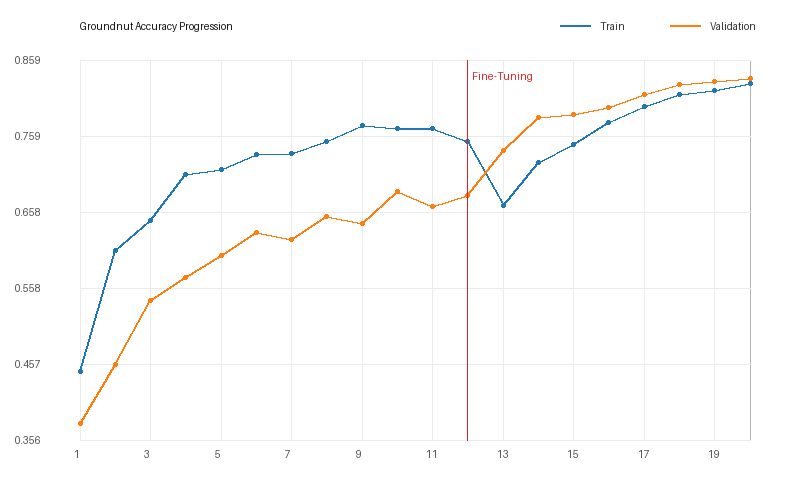 Groundnut Accuracy Progression
Train
Validation
0.859
Fine-Tuning
0.759
0.658
0.558
0.457
0.356
1 3 5 7 9 11 13 15 17 19